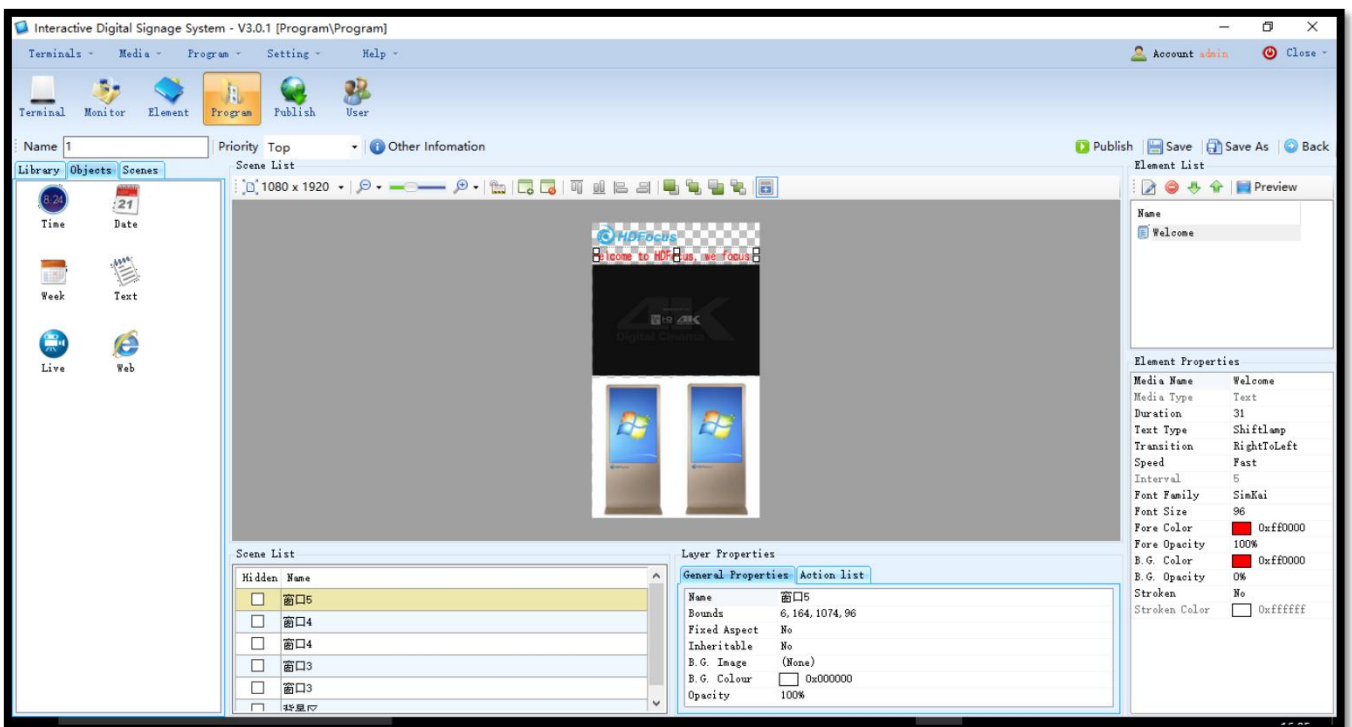 Interactive Digital Signage System - V3.0.1 [Program\Program]
Terminals Media Program Setting Help Account admin Close
Terminal Monitor Element Program Publish User
Name 1 Priority Top Other Infomation Publish Save Save As Back
Library Objects Scenes
Scene List
Element List
1080 x 1920
Preview
8:24
21
Time Date
Week Text
Live Web
HDFocus
elcome to HDFocus, we focus
4K
Digital Cinema
Name
Welcome
Element Properties
Media Name Welcome
Media Type Text
Duration 31
Text Type Shiftlamp
Transition RightToLeft
Speed Fast
Interval 5
Font Family SimKai
Font Size 96
Fore Color 0xff0000
Fore Opacity 100%
B.G. Color 0xff0000
B.G. Opacity 0%
Stroken No
Stroken Color 0xffffff
Scene List
Hidden Name
窗口5
窗口4
窗口4
窗口3
窗口3
Layer Properties
General Properties Action list
Name 窗口5
Bounds 6, 164, 1074, 96
Fixed Aspect No
Inheritable No
B.G. Image (None)
B.G. Colour 0x000000
Opacity 100%